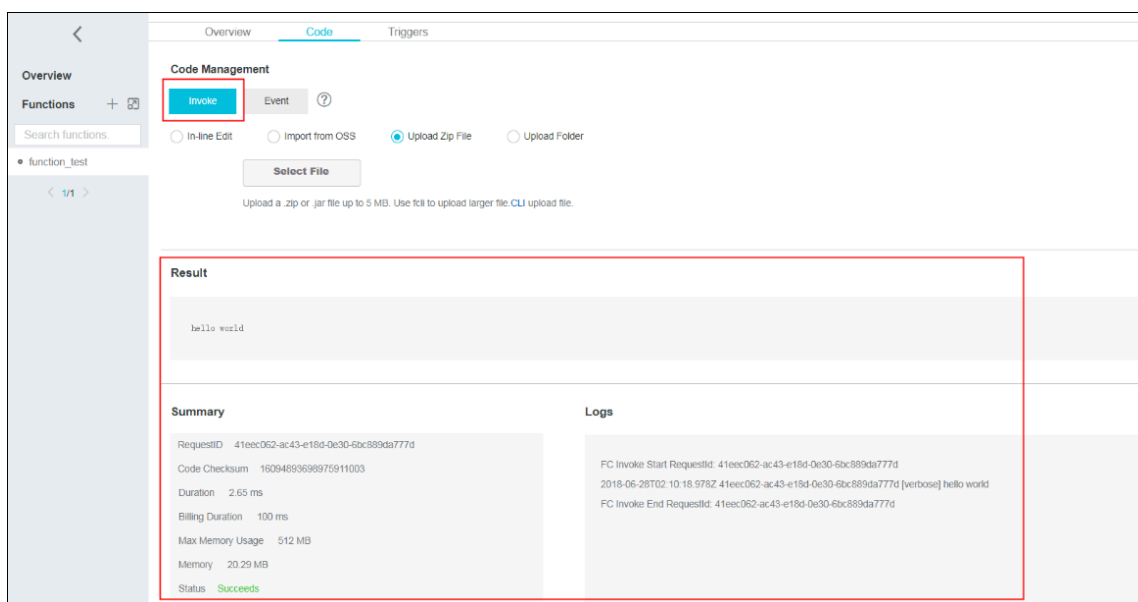 Overview Code Triggers
Overview
Functions
Search functions.
function_test
1/1
Code Management
Invoke Event ?
In-line Edit Import from OSS Upload Zip File Upload Folder
Select File
Upload a .zip or .jar file up to 5 MB. Use fcli to upload larger file.CLI upload file.
Result
hello world
Summary
RequestID 41eec062-ac43-e18d-0e30-6bc889da777d
Code Checksum 16094893698975911003
Duration 2.65 ms
Billing Duration 100 ms
Max Memory Usage 512 MB
Memory 20.29 MB
Status Succeeds
Logs
FC Invoke Start RequestId: 41eec062-ac43-e18d-0e30-6bc889da777d
2018-06-28T02:10:18.978Z 41eec062-ac43-e18d-0e30-6bc889da777d [verbose] hello world
FC Invoke End RequestId: 41eec062-ac43-e18d-0e30-6bc889da777d